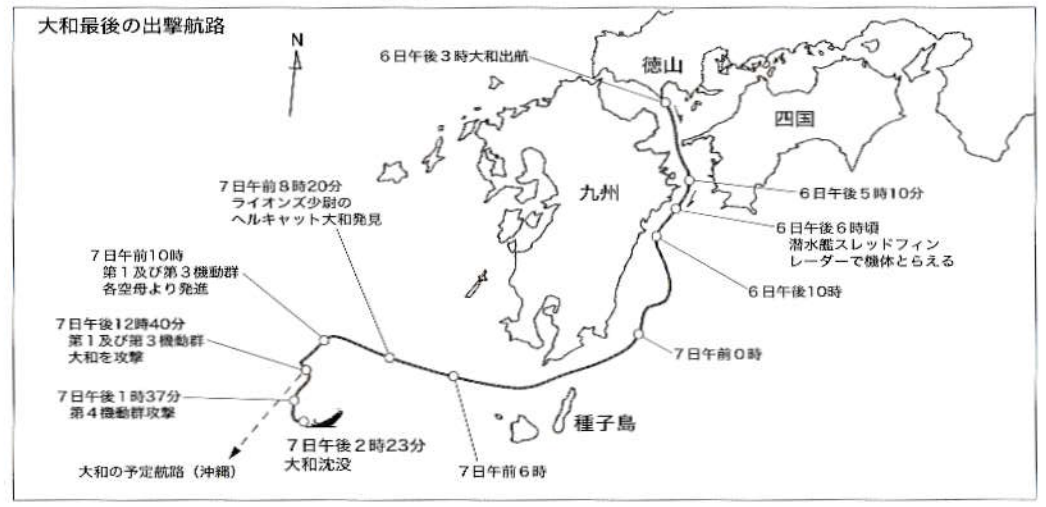 大和最後の出撃航路
N
6日午後3時大和出航
徳山
四国
九州
6日午後5時10分
6日午後6時頃
潜水艦スレッドフィン
レーダーで機体とらえる
6日午後10時
7日午前0時
種子島
7日午前6時
7日午前8時20分
ライオンズ少尉の
ヘルキャット大和発見
7日午前10時
第1及び第3機動群
各空母より発進
7日午後12時40分
第1及び第3機動群
大和を攻撃
7日午後1時37分
第4機動群攻撃
7日午後2時23分
大和沈没
大和の予定航路（沖縄）